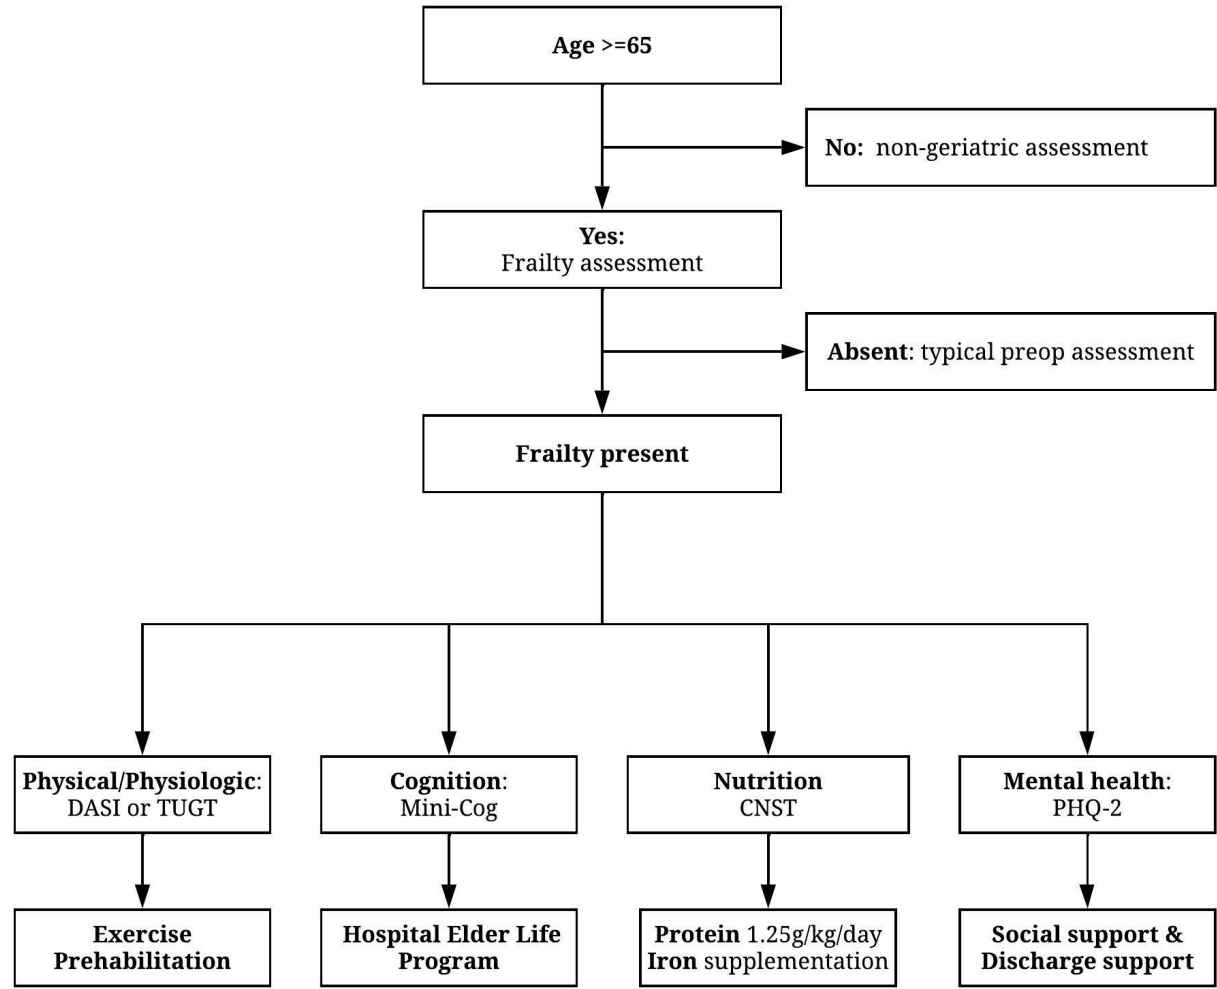 Age >=65
No: non-geriatric assessment
Yes:
Frailty assessment
Absent: typical preop assessment
Frailty present
Physical/Physiologic:
DASI or TUGT
Cognition:
Mini-Cog
Nutrition
CNST
Mental health:
PHQ-2
Exercise
Prehabilitation
Hospital Elder Life
Program
Protein 1.25g/kg/day
Iron supplementation
Social support &
Discharge support